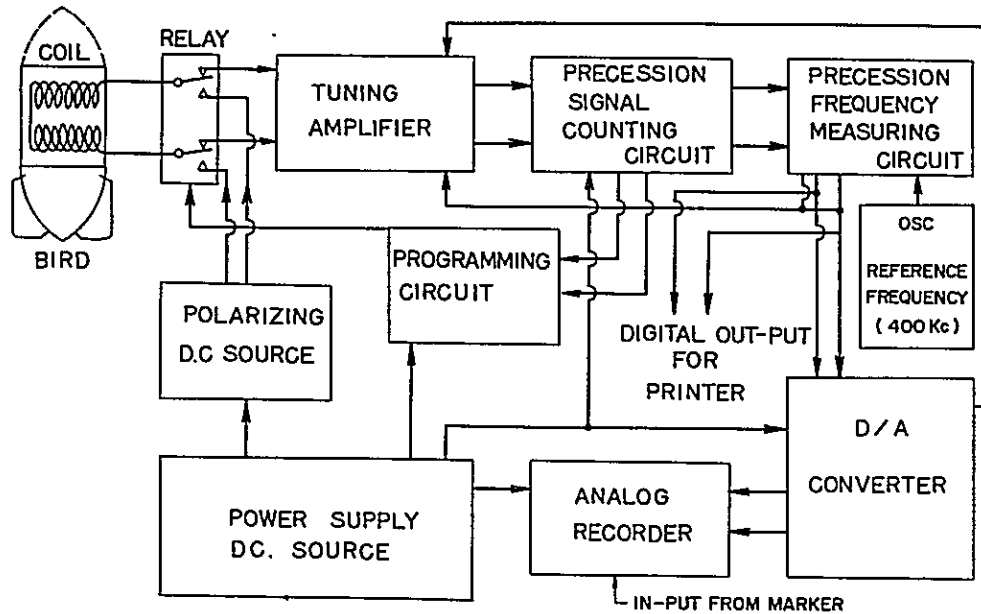 COIL
BIRD
RELAY
TUNING
AMPLIFIER
PRECESSION
SIGNAL
COUNTING
CIRCUIT
PRECESSION
FREQUENCY
MEASURING
CIRCUIT
OSC
REFERENCE
FREQUENCY
( 400 Kc )
PROGRAMMING
CIRCUIT
POLARIZING
D.C SOURCE
DIGITAL OUT-PUT
FOR
PRINTER
D/A
CONVERTER
POWER SUPPLY
DC. SOURCE
ANALOG
RECORDER
IN-PUT FROM MARKER